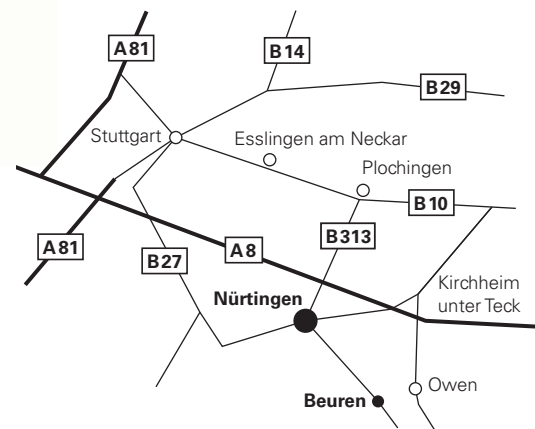 A81
B14
B29
Stuttgart
Esslingen am Neckar
Plochingen
B10
B313
A81
B27
A8
Kirchheim
unter Teck
Nürtingen
Owen
Beuren